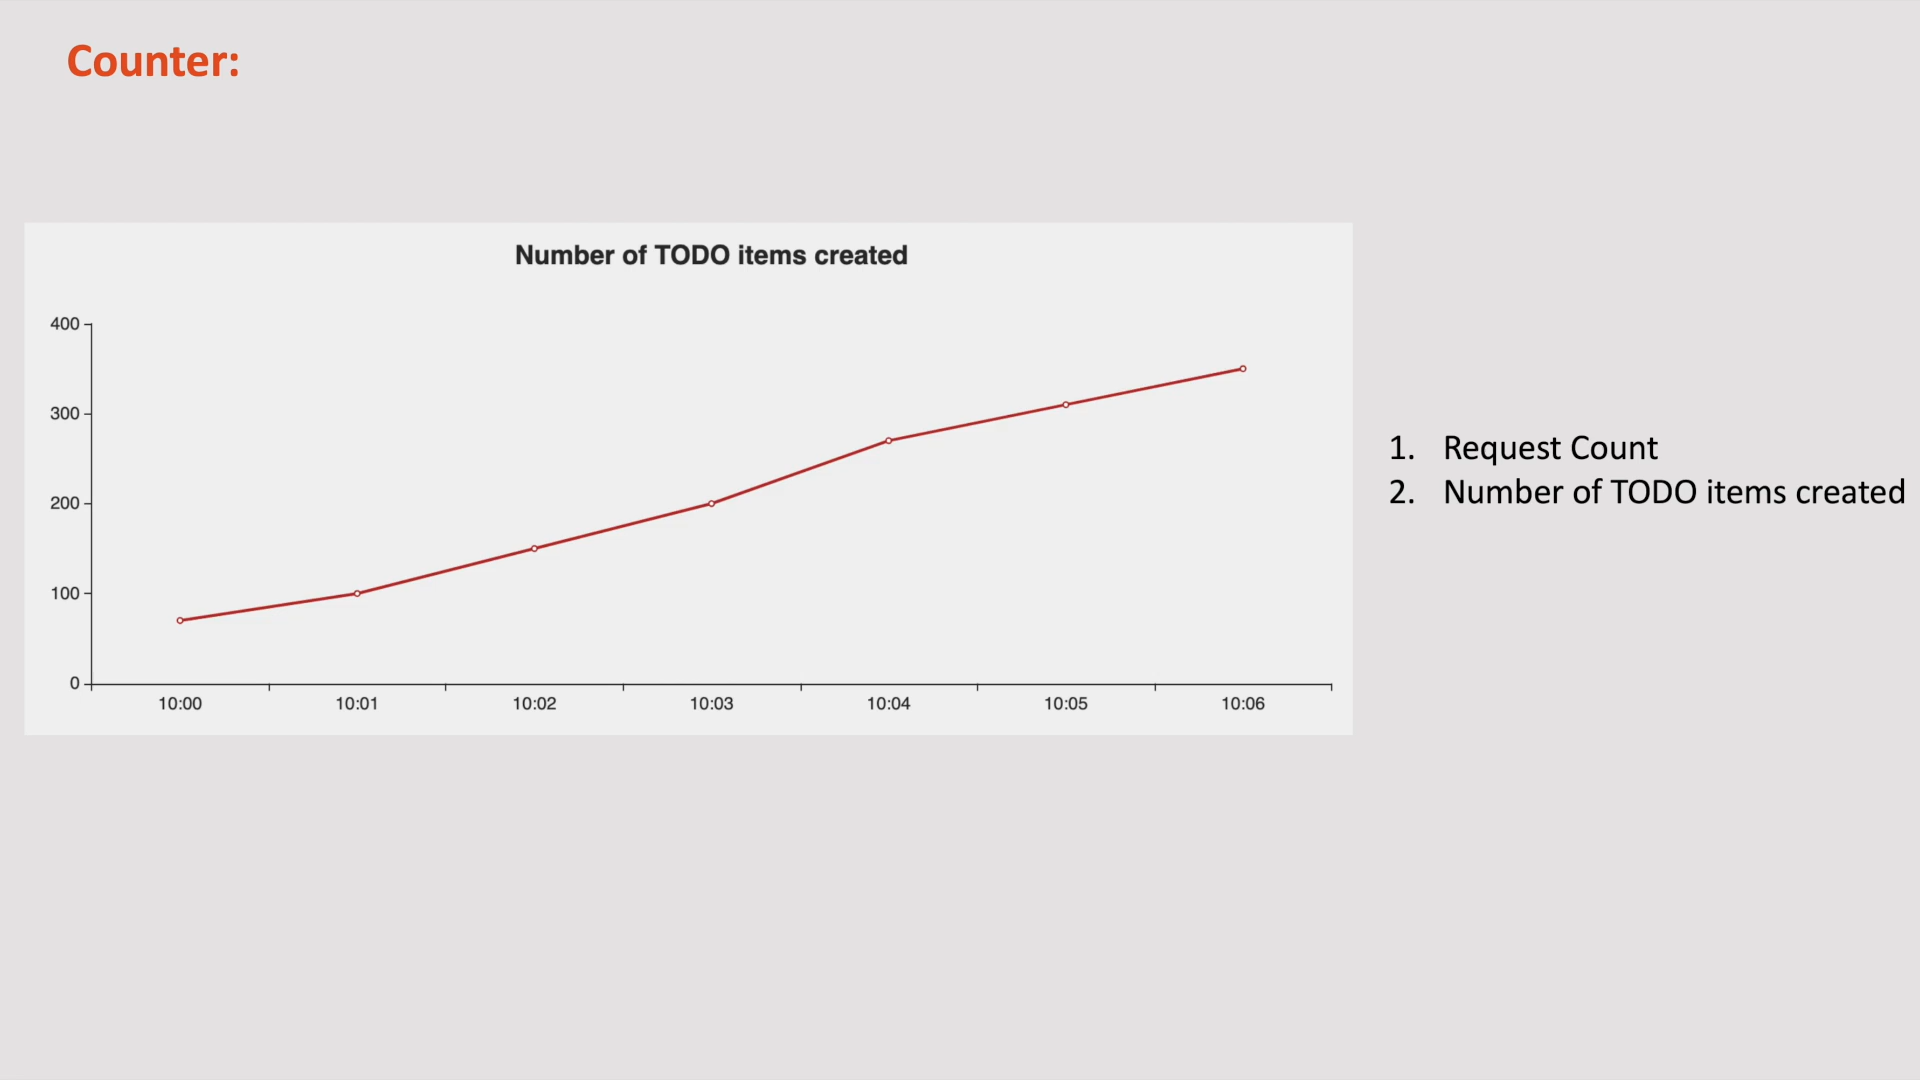 Counter:
Number of TODO items created
400
300
200
100
0
10:00 10:01 10:02 10:03 10:04 10:05 10:06
1. Request Count
2. Number of TODO items created